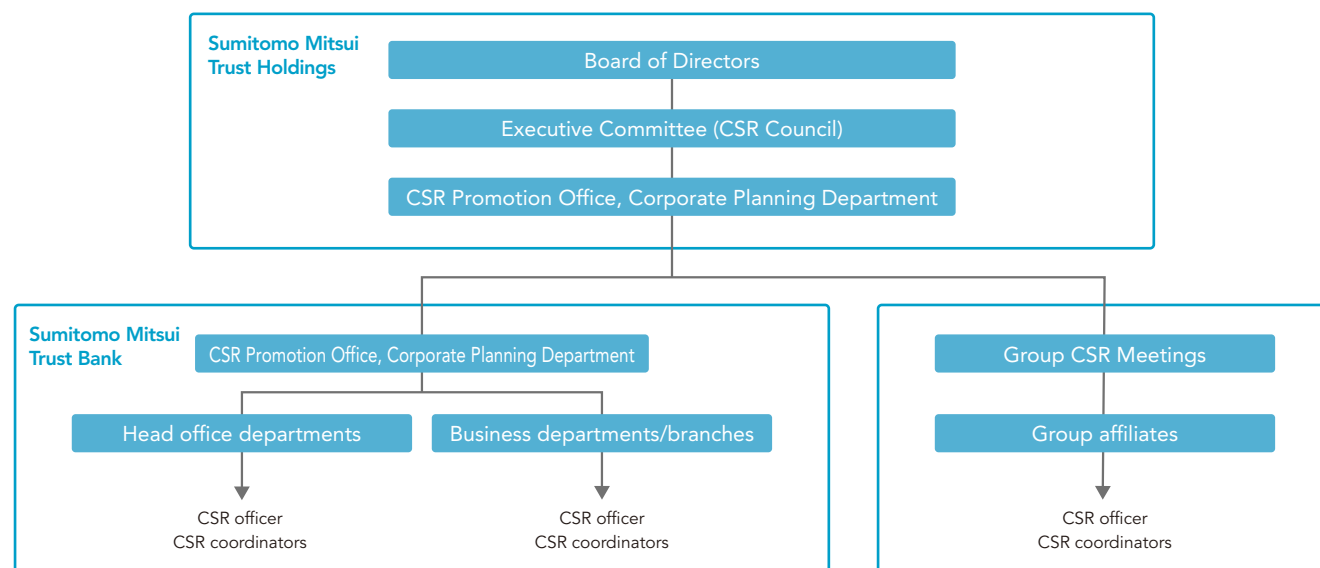 Sumitomo Mitsui
Trust Holdings
Board of Directors
Executive Committee (CSR Council)
CSR Promotion Office, Corporate Planning Department
Sumitomo Mitsui
Trust Bank
CSR Promotion Office, Corporate Planning Department
Group CSR Meetings
Head office departments
Business departments/branches
Group affiliates
CSR officer
CSR coordinators
CSR officer
CSR coordinators
CSR officer
CSR coordinators